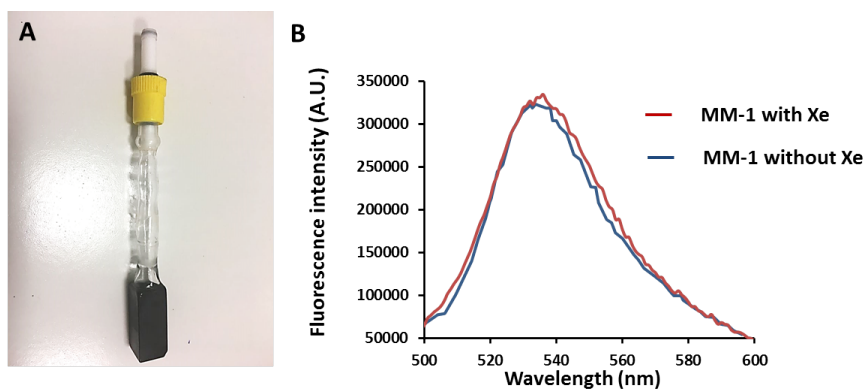 A
B
Fluorescence intensity (A.U.)
350000
300000
250000
200000
150000
100000
50000
500
520
540
560
580
600
Wavelength (nm)
MM-1 with Xe
MM-1 without Xe